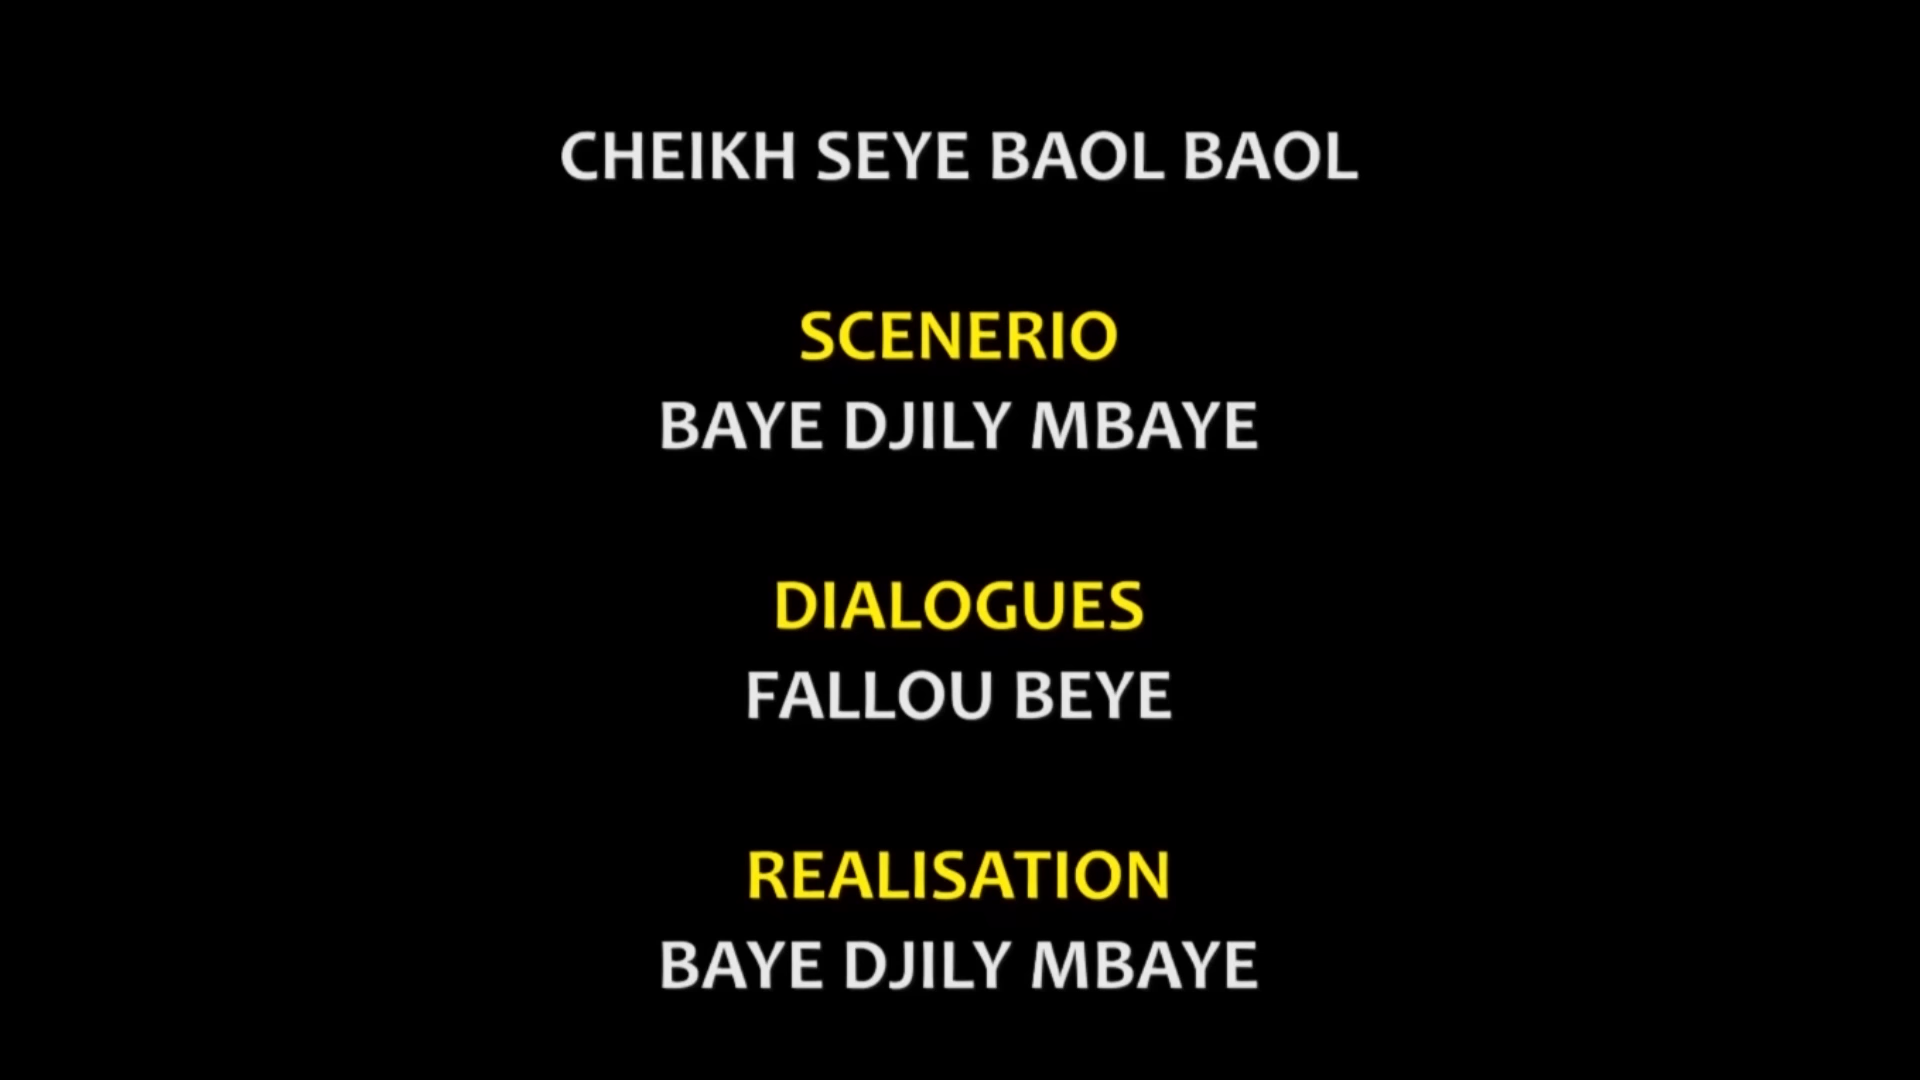 CHEIKH SEYE BAOL BAOL
SCENERIO
BAYE DJILY MBAYE
DIALOGUES
FALLOU BEYE
REALISATION
BAYE DJILY MBAYE